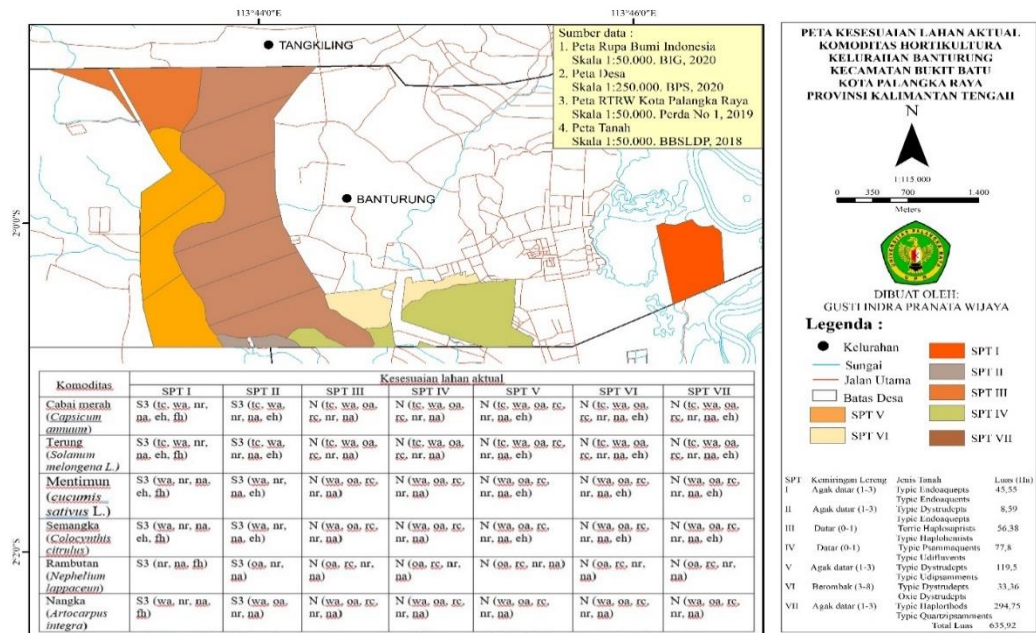 113°44'0"E
113°46'0"E
TANGKILING
BANTURUNG
2°0'0"S
2°2'0"S
Sumber data :
1. Peta Rupa Bumi Indonesia
Skala 1:50.000. BIG, 2020
2. Peta Desa
Skala 1:250.000. BPS, 2020
3. Peta RTRW Kota Palangka Raya
Skala 1:50.000. Perda No 1, 2019
4. Peta Tanah
Skala 1:50.000. BBSLDP, 2018
Komoditas
Kesesuaian lahan aktual
SPT I SPT II SPT III SPT IV SPT V SPT VI SPT VII
Cabai merah (Capsicum annuum) S3 (tc, wa, nr, na, eh, fh) S3 (tc, wa, nr, na, eh) N (tc, wa, oa, rc, nr, na) N (tc, wa, oa, rc, nr, na) N (tc, wa, oa, rc, nr, na, eh) N (tc, wa, oa, rc, nr, na, eh) N (tc, wa, oa, rc, nr, na, eh)
Terung (Solanum melongena L.) S3 (tc, wa, nr, na, eh, fh) S3 (tc, wa, nr, na, eh) N (tc, wa, oa, rc, nr, na) N (tc, wa, oa, rc, nr, na) N (tc, wa, oa, rc, nr, na, eh) N (tc, wa, oa, rc, nr, na, eh) N (tc, wa, oa, rc, nr, na, eh)
Mentimun (cucumis sativus L.) S3 (wa, nr, na, eh, fh) S3 (wa, nr, na, eh) N (wa, oa, rc, nr, na) N (wa, oa, rc, nr, na) N (wa, oa, rc, nr, na, eh) N (wa, oa, rc, nr, na, eh) N (wa, oa, rc, nr, na, eh)
Semangka (Colocynthis citrulus) S3 (wa, nr, na, eh, fh) S3 (wa, nr, na, eh) N (wa, oa, rc, nr, na) N (wa, oa, rc, nr, na) N (wa, oa, rc, nr, na, eh) N (wa, oa, rc, nr, na, eh) N (wa, oa, rc, nr, na, eh)
Rambutan (Nephelium lappaceun) S3 (nr, na, fh) S3 (oa, nr, na) N (oa, rc, nr, na) N (oa, rc, nr, na) N (oa, rc, nr, na) N (oa, rc, nr, na) N (oa, rc, nr, na)
Nangka (Artocarpus integra) S3 (wa, nr, na, fh) S3 (wa, oa, nr, na) N (wa, oa, rc, nr, na) N (wa, oa, rc, nr, na) N (wa, oa, rc, nr, na) N (wa, oa, rc, nr, na) N (wa, oa, rc, nr, na)
PETA KESESUAIAN LAHAN AKTUAL
KOMODITAS HORTIKULTURA
KELURAHAN BANTURUNG
KECAMATAN BUKIT BATU
KOTA PALANGKA RAYA
PROVINSI KALIMANTAN TENGAH
N
1:115.000
0 350 700 1.400
Meters
DIBUAT OLEH:
GUSTI INDRA PRANATA WIJAYA
Legenda :
Kelurahan
Sungai
Jalan Utama
Batas Desa
SPT V
SPT VI
SPT I
SPT II
SPT III
SPT IV
SPT VII
SPT Kemiringan Lereng Jenis Tanah Luas (Ha)
I Agak datar (1-3) Typic Endoaquepts 45,55
Typic Endoaquents
II Agak datar (1-3) Typic Dystrudepts 8,59
Typic Endoaquepts
III Datar (0-1) Terric Haplosaprists 56,38
Typic Haplohemists
IV Datar (0-1) Typic Psammaquents 77,8
Typic Udifluvents
V Agak datar (1-3) Typic Dystrudepts 119,5
Typic Udipsamments
VI Berombak (3-8) Typic Dystrudepts 33,36
Oxic Dystrudepts
VII Agak datar (1-3) Typic Haplorthods 294,75
Typic Quartzipsamments
Total Luas 635,92